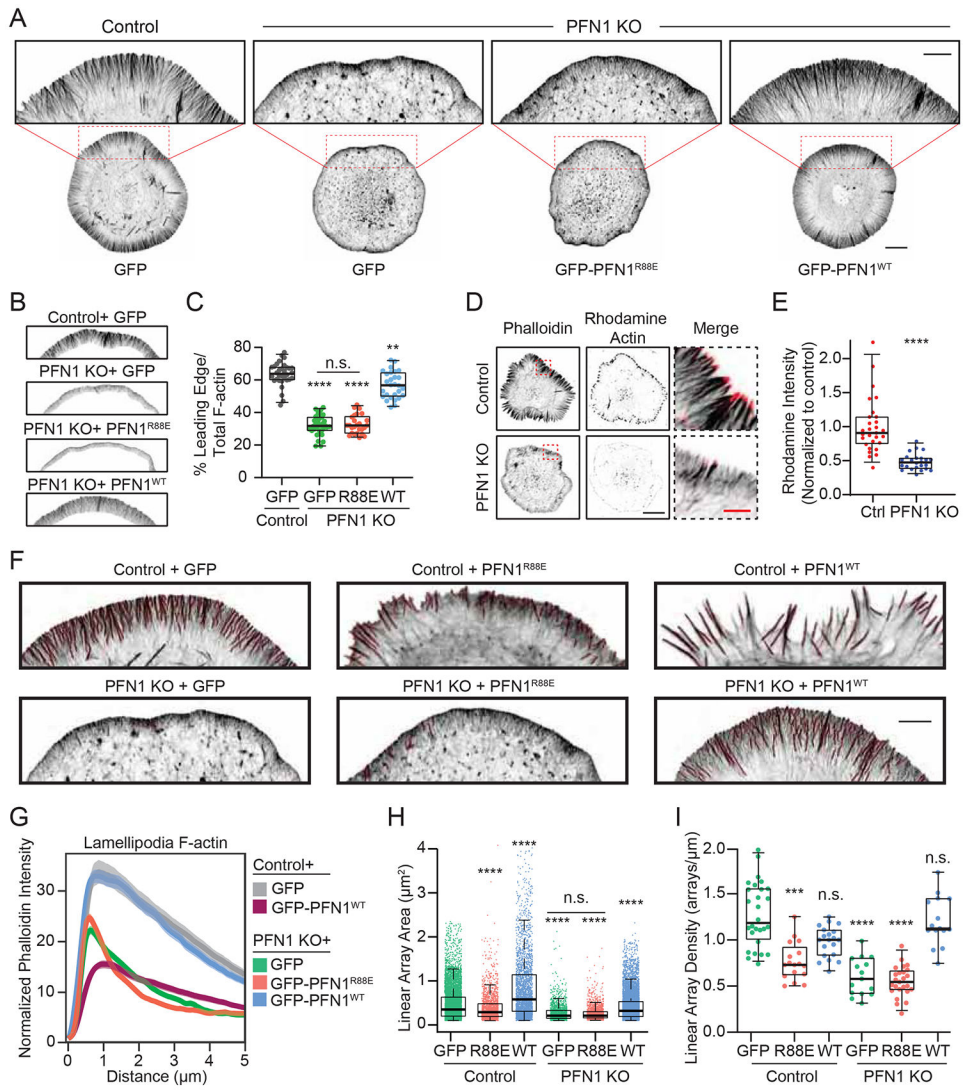 A
Control
PFN1 KO
GFP
GFP
GFP-PFN1R88E
GFP-PFN1WT
B
Control+ GFP
PFN1 KO+ GFP
PFN1 KO+ PFN1R88E
PFN1 KO+ PFN1WT
C
% Leading Edge/
Total F-actin
80
60
40
20
0
****
n.s.
****
**
GFP
GFP
R88E
WT
Control
PFN1 KO
D
Phalloidin
Rhodamine
Actin
Merge
Control
PFN1 KO
E
Rhodamine Intensity
(Normalized to control)
2.0
1.5
1.0
0.5
0.0
****
Ctrl
PFN1 KO
F
Control + GFP
Control + PFN1R88E
Control + PFN1WT
PFN1 KO + GFP
PFN1 KO + PFN1R88E
PFN1 KO + PFN1WT
G
Lamellipodia F-actin
Normalized Phalloidin Intensity
30
20
10
0
0
1
2
3
4
5
Distance (µm)
Control+
GFP
GFP-PFN1WT
PFN1 KO+
GFP
GFP-PFN1R88E
GFP-PFN1WT
H
Linear Array Area (µm²)
4
3
2
1
0
****
****
n.s.
****
****
****
GFP
R88E
WT
GFP
R88E
WT
Control
PFN1 KO
I
Linear Array Density (arrays/µm)
2.0
1.5
1.0
0.5
0.0
***
n.s.
****
****
n.s.
GFP
R88E
WT
GFP
R88E
WT
Control
PFN1 KO